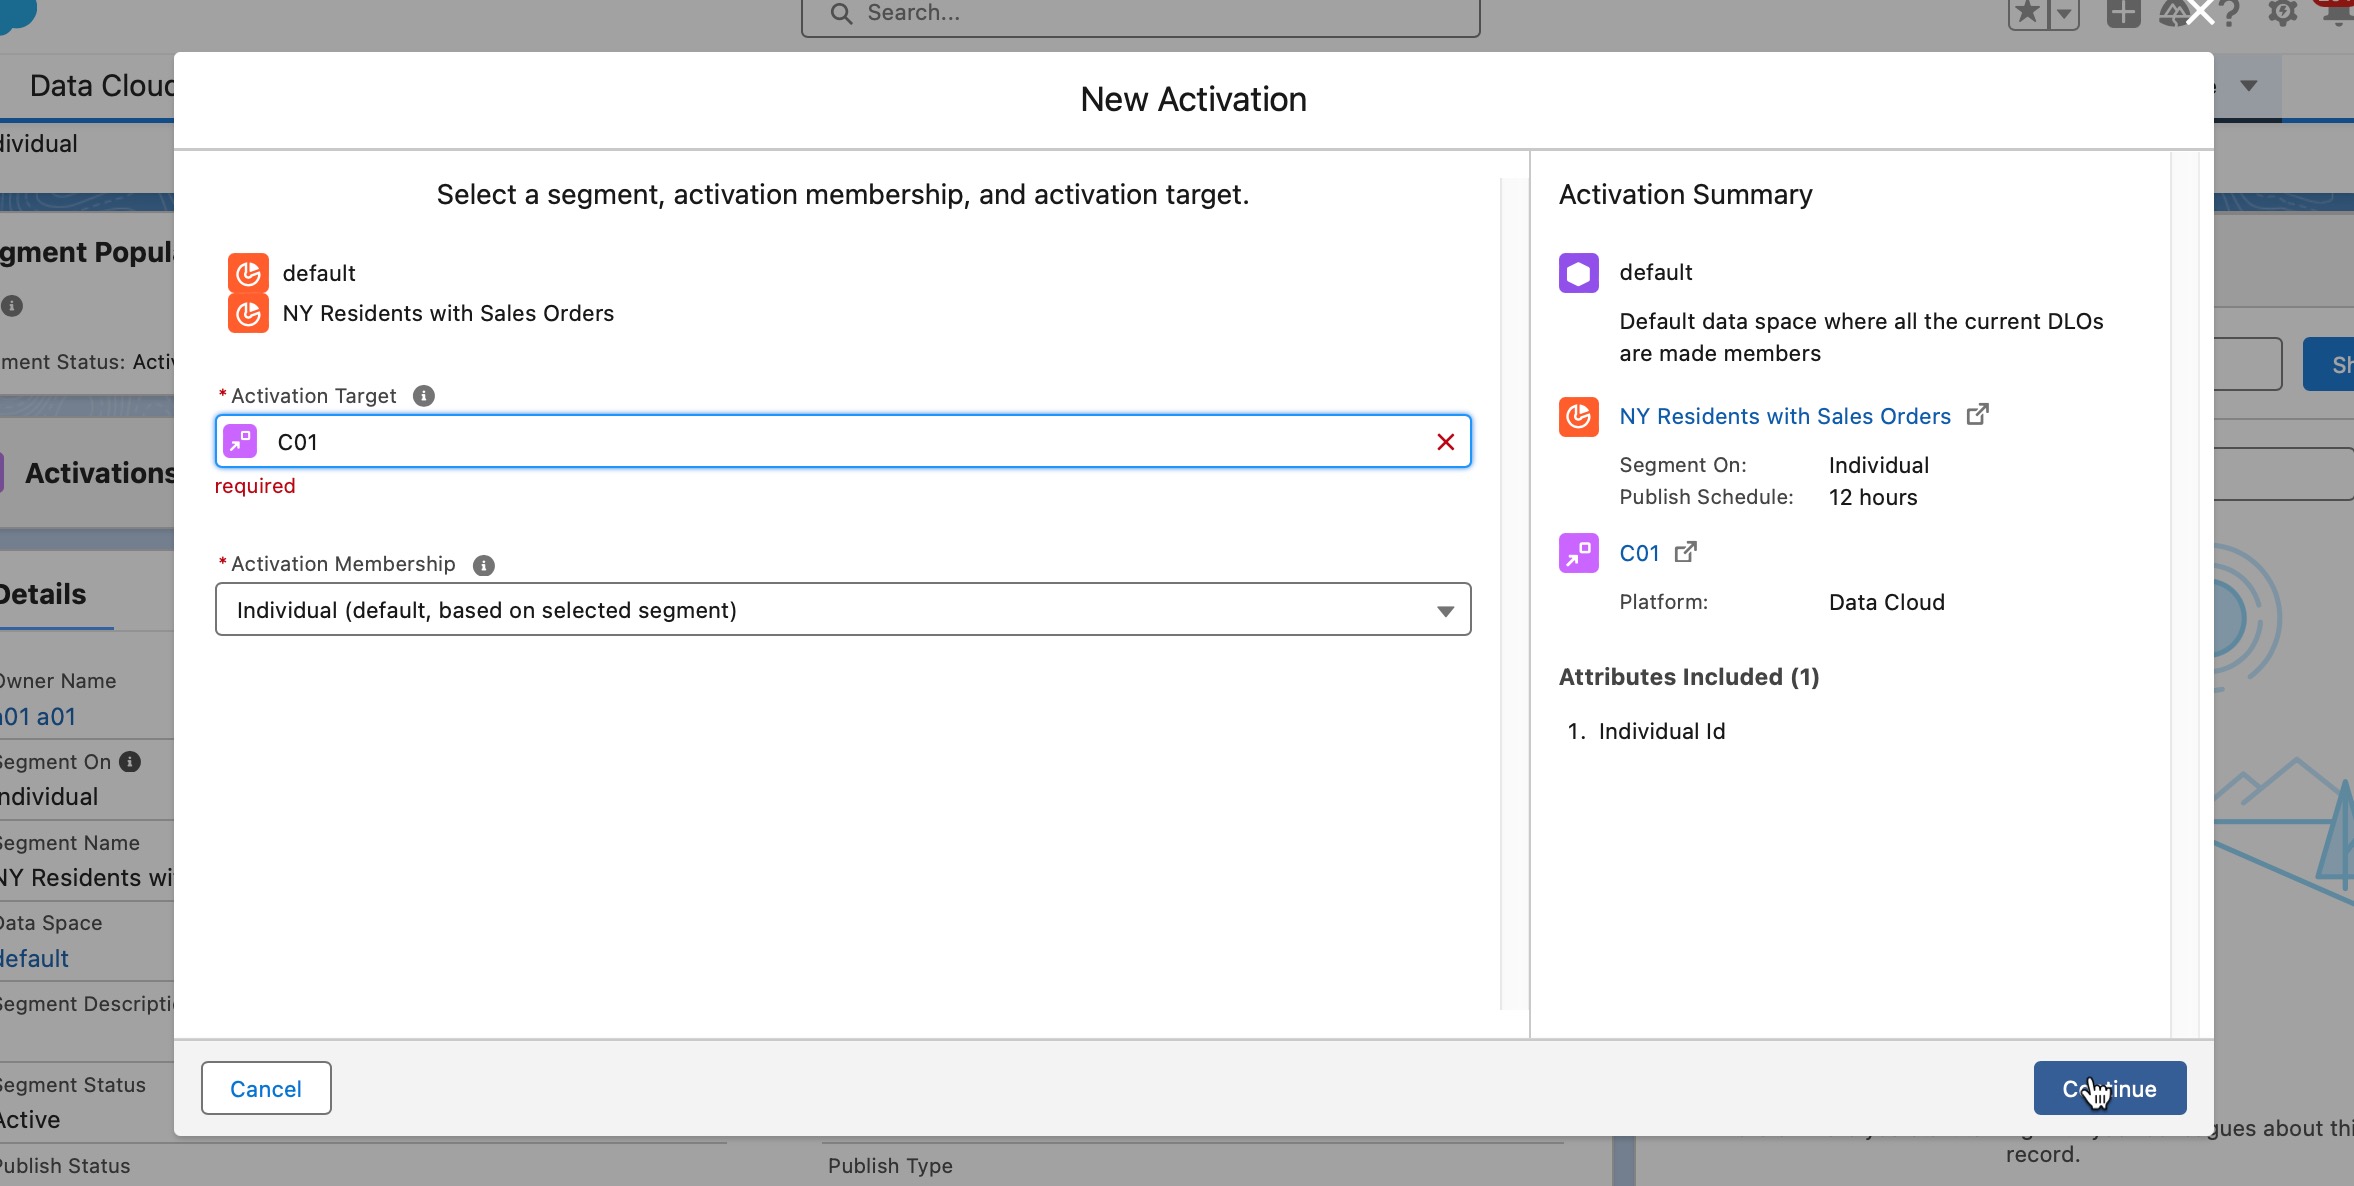 Search...
Data Cloud
dividual
New Activation
Select a segment, activation membership, and activation target.
default
NY Residents with Sales Orders
* Activation Target
C01
required
* Activation Membership
Individual (default, based on selected segment)
Activation Summary
default
Default data space where all the current DLOs
are made members
NY Residents with Sales Orders
Segment On: Individual
Publish Schedule: 12 hours
C01
Platform: Data Cloud
Attributes Included (1)
1. Individual Id
Cancel
Continue
gment Popul
ment Status: Activ
Sh
Activations
Details
Owner Name
a01 a01
Segment On
Individual
Segment Name
NY Residents wi
Data Space
default
Segment Descripti
Segment Status
Active
Publish Status
Publish Type
gues about thi
record.